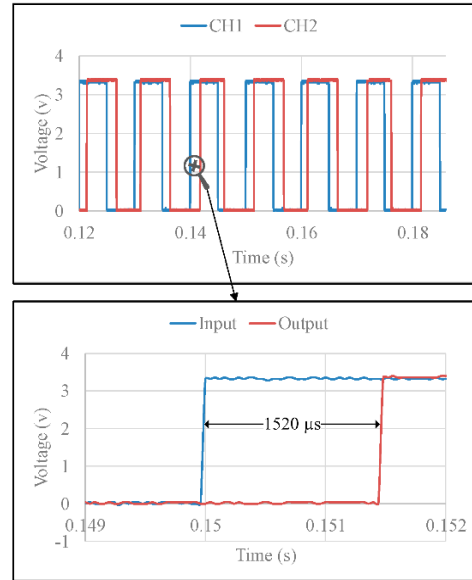 CH1 CH2
4
3
2
1
0
Voltage (v)
0.12 0.14 0.16 0.18
Time (s)
Input Output
4
3
2
1
0
-1
Voltage (v)
1520 µs
0.149 0.15 0.151 0.152
Time (s)